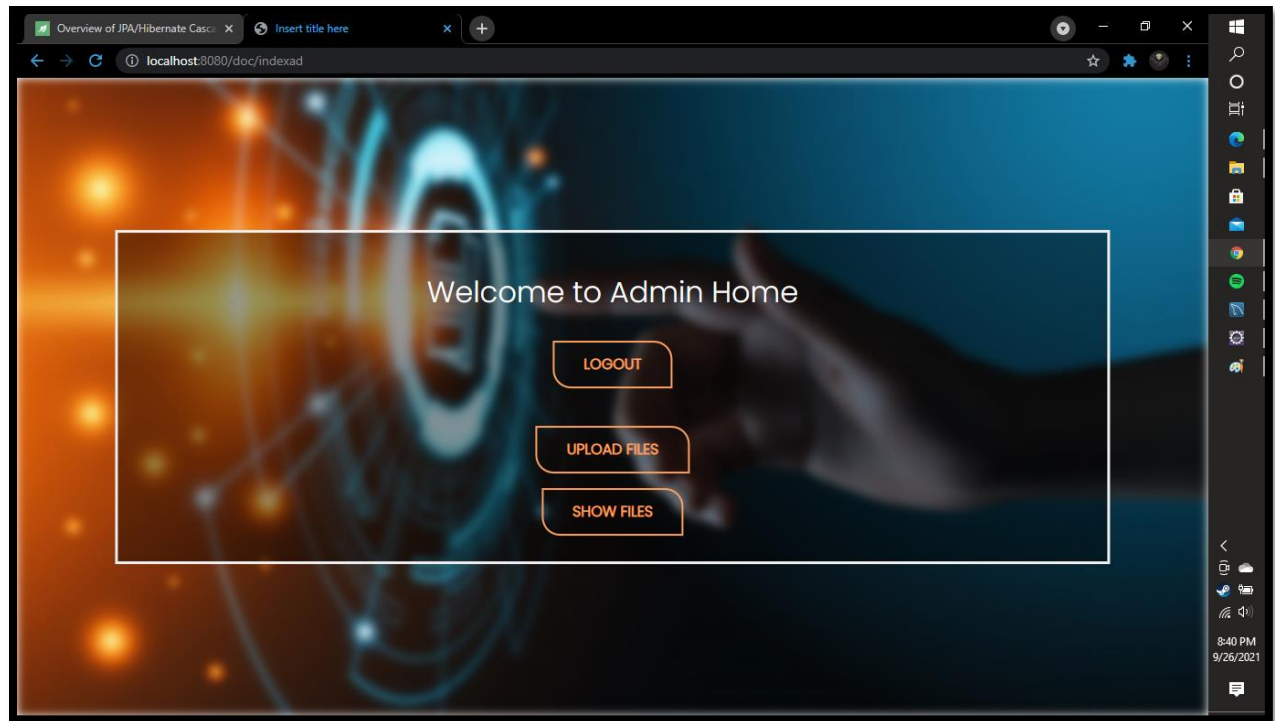 Overview of JPA/Hibernate Casca
Insert title here
localhost:8080/doc/indexad
Welcome to Admin Home
LOGOUT
UPLOAD FILES
SHOW FILES
8:40 PM
9/26/2021